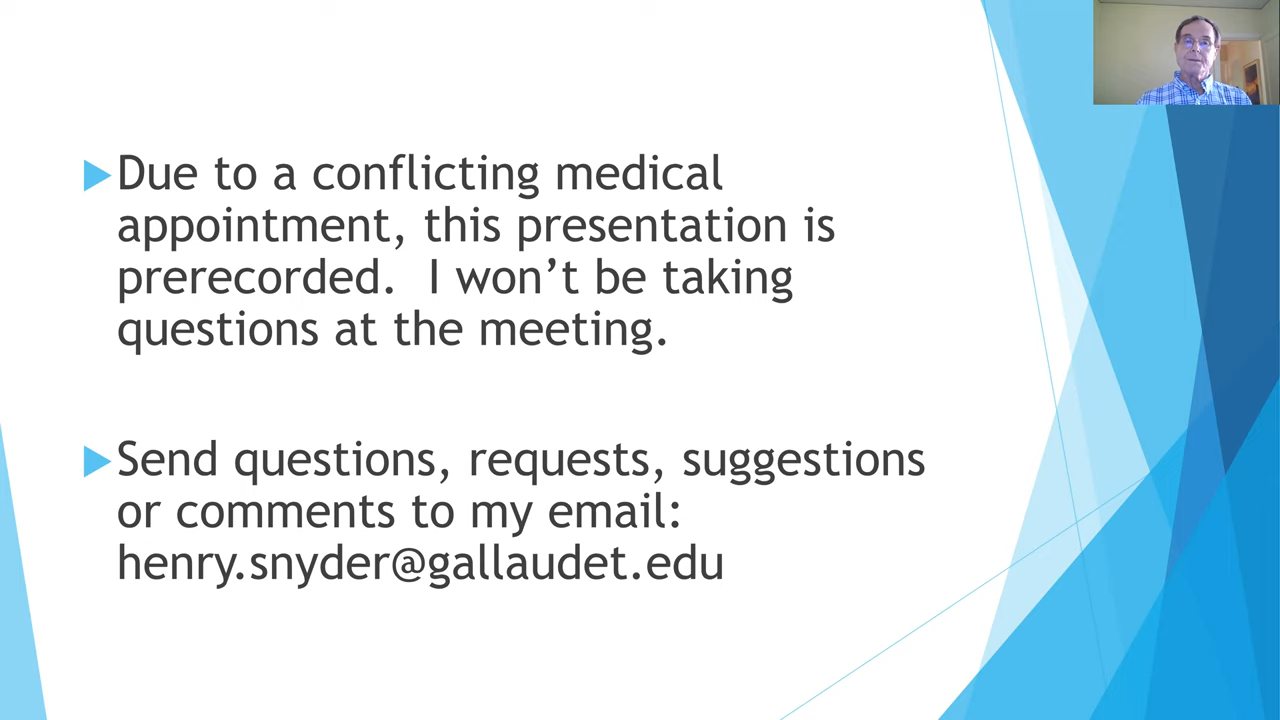 Due to a conflicting medical
appointment, this presentation is
prerecorded.  I won’t be taking
questions at the meeting.
Send questions, requests, suggestions
or comments to my email:
henry.snyder@gallaudet.edu